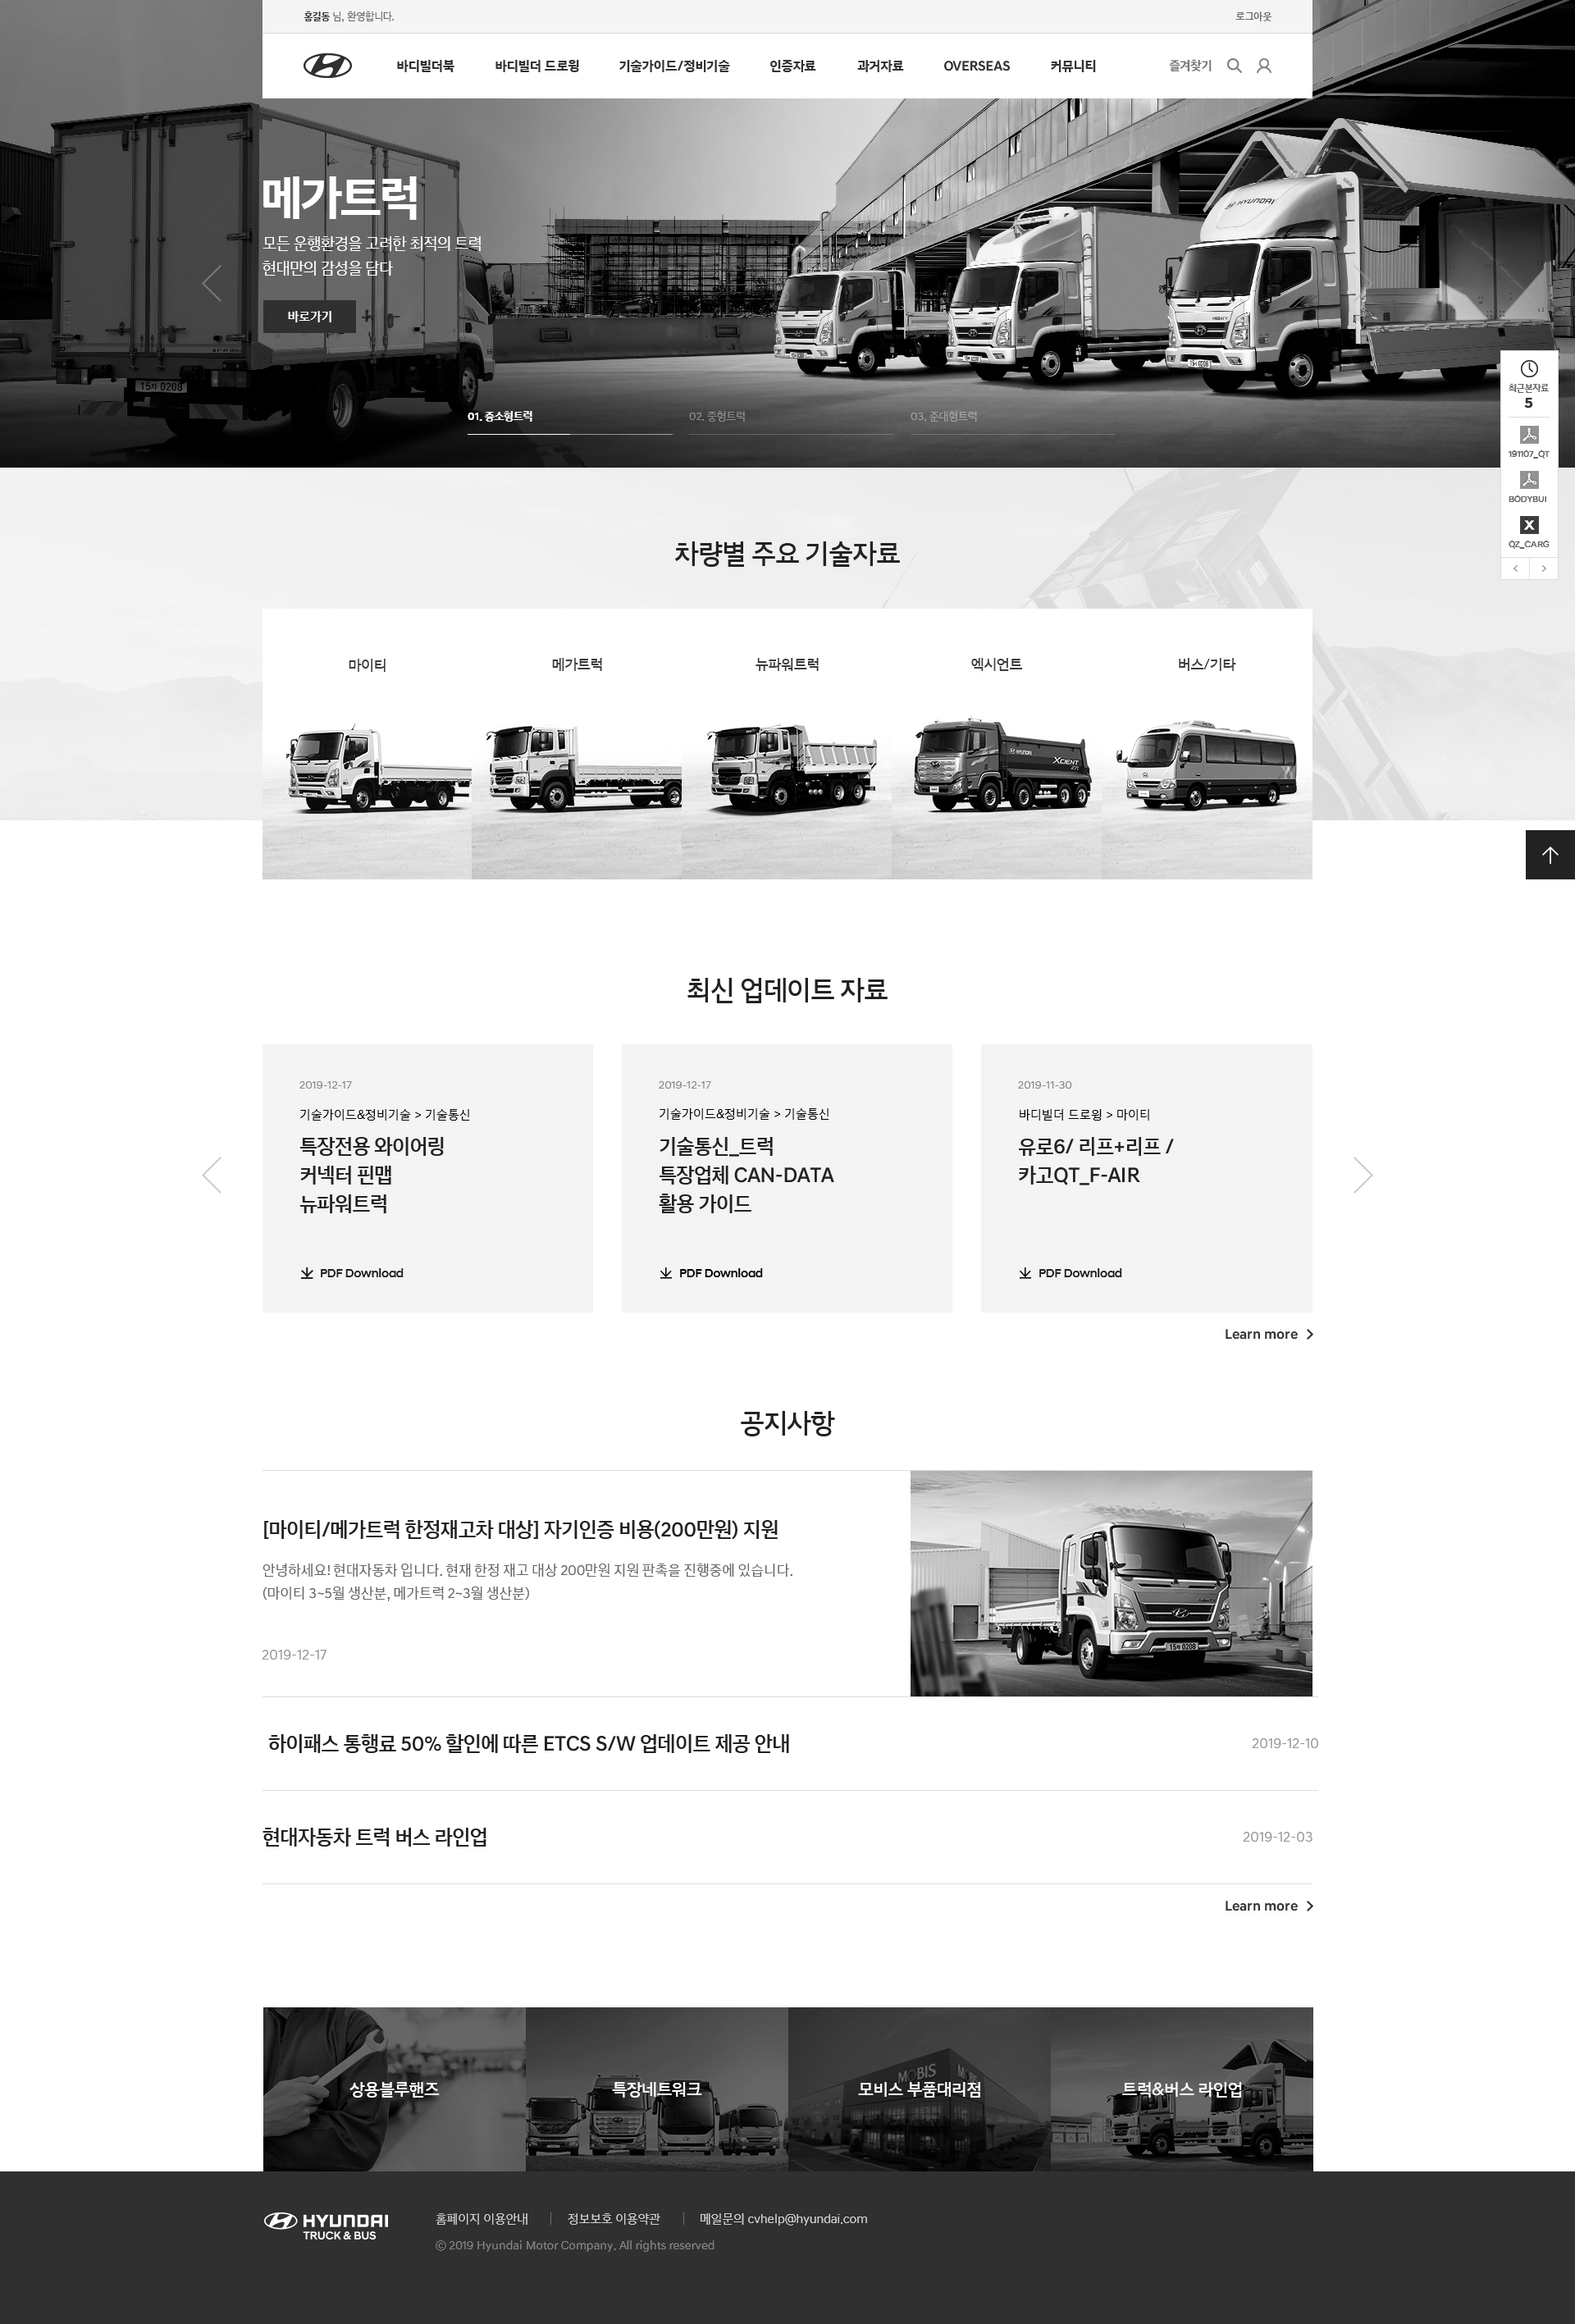 홍길동 님, 환영합니다.
로그아웃
바디빌더북
바디빌더 드로윙
기술가이드/정비기술
인증자료
과거자료
OVERSEAS
커뮤니티
즐겨찾기
메가트럭
모든 운행환경을 고려한 최적의 트럭
현대만의 감성을 담다
바로가기
HYUNDAI
01. 중소형트럭
02. 중형트럭
03. 준대형트럭
최근본자료
5
191107_QT
BODYBUI
QZ_CARG
차량별 주요 기술자료
마이티
메가트럭
뉴파워트럭
엑시언트
버스/기타
HYUNDAI
XCIENT
최신 업데이트 자료
2019-12-17
기술가이드&정비기술 > 기술통신
특장전용 와이어링
커넥터 핀맵
뉴파워트럭
PDF Download
2019-12-17
기술가이드&정비기술 > 기술통신
기술통신_트럭
특장업체 CAN-DATA
활용 가이드
PDF Download
2019-11-30
바디빌더 드로윙 > 마이티
유로6/ 리프+리프 /
카고QT_F-AIR
PDF Download
Learn more
공지사항
[마이티/메가트럭 한정재고차 대상] 자기인증 비용(200만원) 지원
안녕하세요! 현대자동차 입니다. 현재 한정 재고 대상 200만원 지원 판촉을 진행중에 있습니다.
(마이티 3~5월 생산분, 메가트럭 2~3월 생산분)
2019-12-17
하이패스 통행료 50% 할인에 따른 ETCS S/W 업데이트 제공 안내
2019-12-10
현대자동차 트럭 버스 라인업
2019-12-03
Learn more
상용블루핸즈
특장네트워크
MOBIS
모비스 부품대리점
트럭&버스 라인업
HYUNDAI
TRUCK & BUS
홈페이지 이용안내
정보보호 이용약관
메일문의 cvhelp@hyundai.com
© 2019 Hyundai Motor Company. All rights reserved